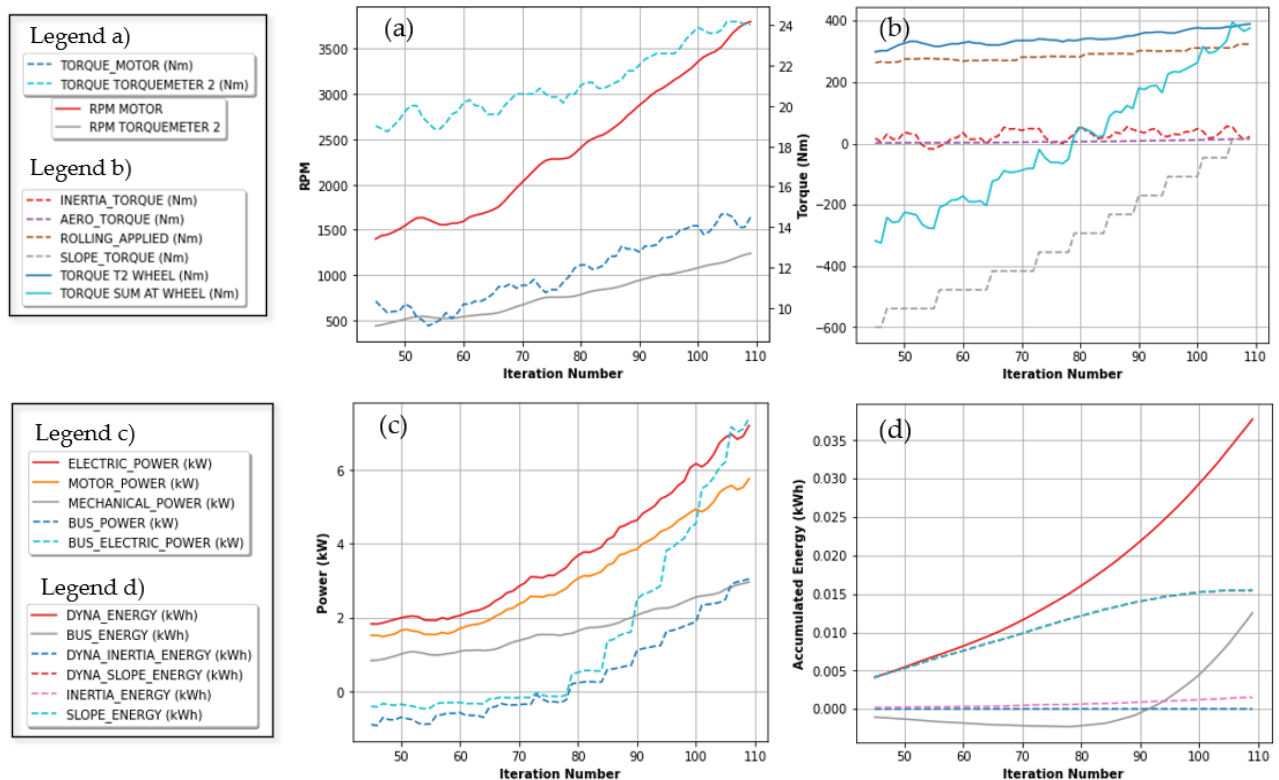 Legend a)
TORQUE_MOTOR (Nm)
TORQUE TORQUEMETER 2 (Nm)
RPM MOTOR
RPM TORQUEMETER 2
Legend b)
INERTIA_TORQUE (Nm)
AERO_TORQUE (Nm)
ROLLING_APPLIED (Nm)
SLOPE_TORQUE (Nm)
TORQUE T2 WHEEL (Nm)
TORQUE SUM AT WHEEL (Nm)
(a)
RPM
3500
3000
2500
2000
1500
1000
500
24
22
20
18
16
14
12
10
Torque (Nm)
50 60 70 80 90 100 110
Iteration Number
(b)
400
200
0
−200
−400
−600
50 60 70 80 90 100 110
Iteration Number
Legend c)
ELECTRIC_POWER (kW)
MOTOR_POWER (kW)
MECHANICAL_POWER (kW)
BUS_POWER (kW)
BUS_ELECTRIC_POWER (kW)
Legend d)
DYNA_ENERGY (kWh)
BUS_ENERGY (kWh)
DYNA_INERTIA_ENERGY (kWh)
DYNA_SLOPE_ENERGY (kWh)
INERTIA_ENERGY (kWh)
SLOPE_ENERGY (kWh)
(c)
Power (kW)
6
4
2
0
50 60 70 80 90 100 110
Iteration Number
(d)
Accumulated Energy (kWh)
0.035
0.030
0.025
0.020
0.015
0.010
0.005
0.000
50 60 70 80 90 100 110
Iteration Number